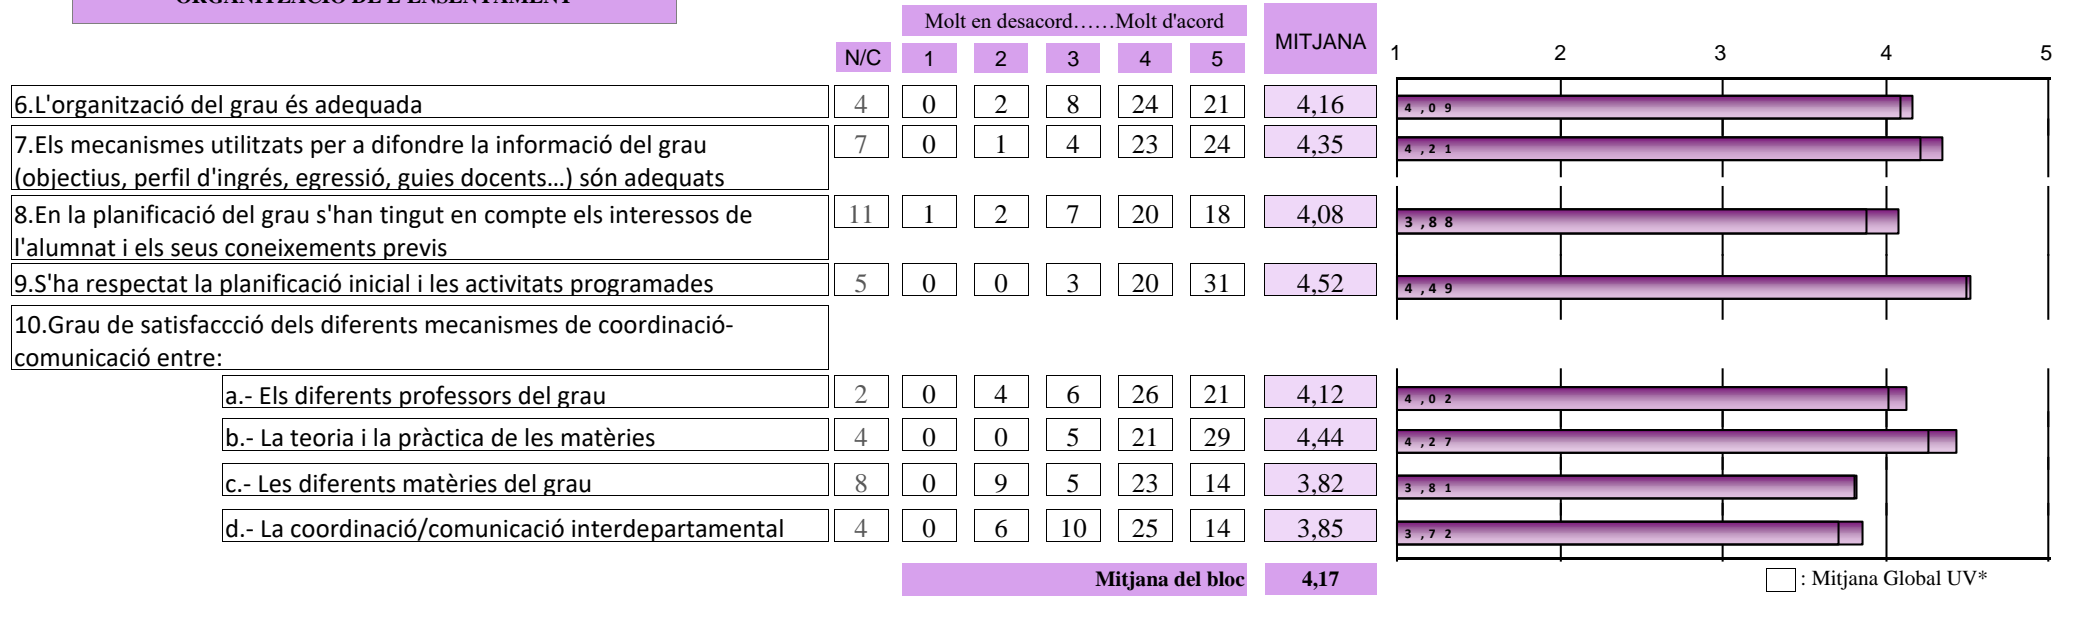 ORGANITZACIÓ DE L'ENSENYAMENT
Molt en desacord……Molt d'acord
MITJANA
N/C 1 2 3 4 5
1 2 3 4 5
6.L'organització del grau és adequada 4 0 2 8 24 21 4,16 4,09
7.Els mecanismes utilitzats per a difondre la informació del grau
(objectius, perfil d'ingrés, egressió, guies docents…) són adequats
7 0 1 4 23 24 4,35 4,21
8.En la planificació del grau s'han tingut en compte els interessos de
l'alumnat i els seus coneixements previs
11 1 2 7 20 18 4,08 3,88
9.S'ha respectat la planificació inicial i les activitats programades 5 0 0 3 20 31 4,52 4,49
10.Grau de satisfaccció dels diferents mecanismes de coordinació-
comunicació entre:
a.- Els diferents professors del grau 2 0 4 6 26 21 4,12 4,02
b.- La teoria i la pràctica de les matèries 4 0 0 5 21 29 4,44 4,27
c.- Les diferents matèries del grau 8 0 9 5 23 14 3,82 3,81
d.- La coordinació/comunicació interdepartamental 4 0 6 10 25 14 3,85 3,72
Mitjana del bloc 4,17
: Mitjana Global UV*